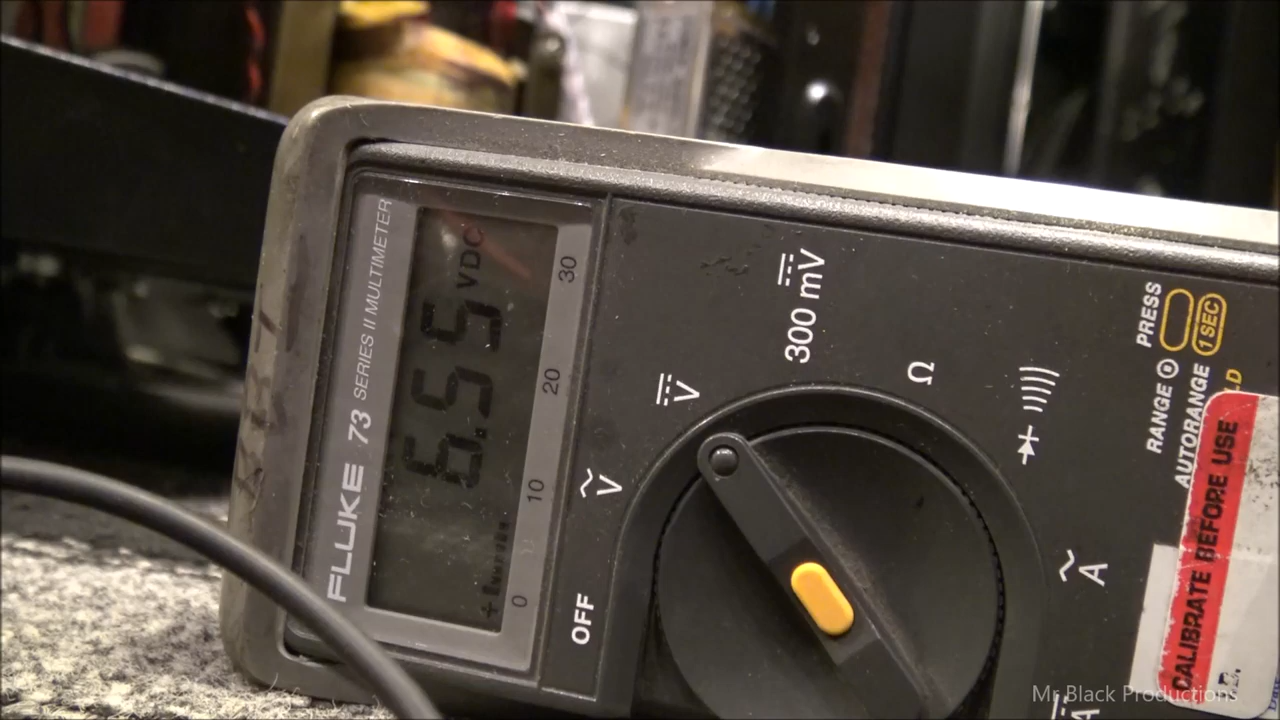 FLUKE 73 SERIES II MULTIMETER
6.55 VDC
0 10 20 30
OFF
Ṽ
V
300 mV
Ω
A
A
PRESS
RANGE
AUTORANGE 1SEC
CALIBRATE BEFORE USE
Mr Black Productions